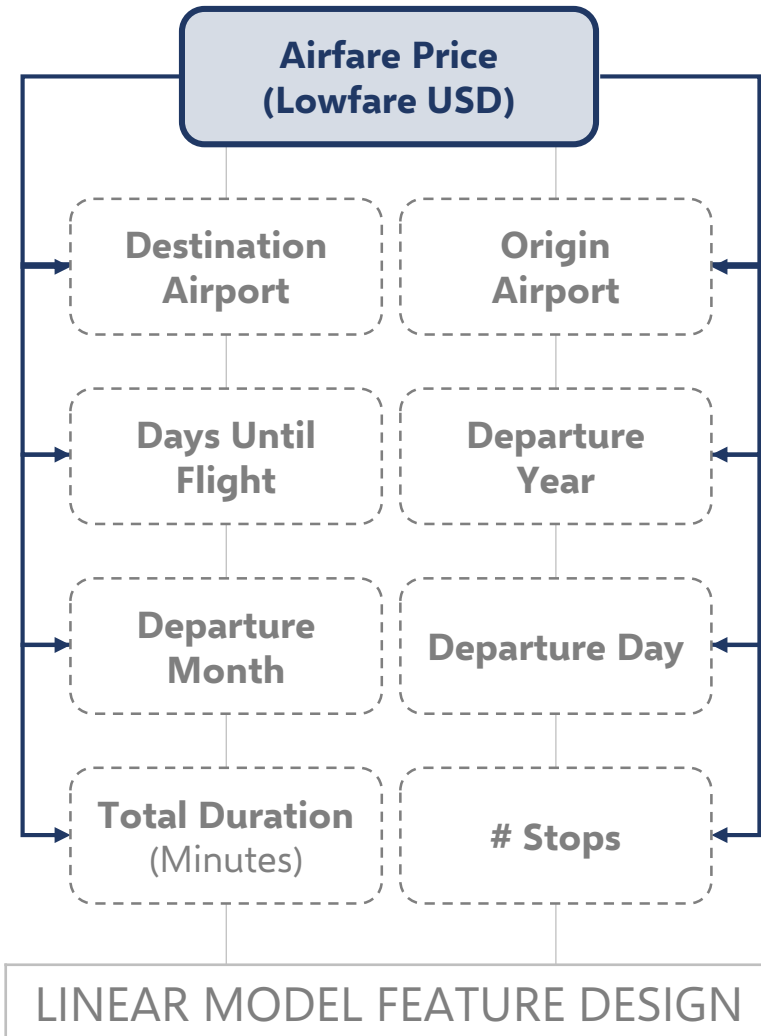 Airfare Price
(Lowfare USD)
Destination
Airport
Origin
Airport
Days Until
Flight
Departure
Year
Departure
Month
Departure Day
Total Duration
(Minutes)
# Stops
LINEAR MODEL FEATURE DESIGN